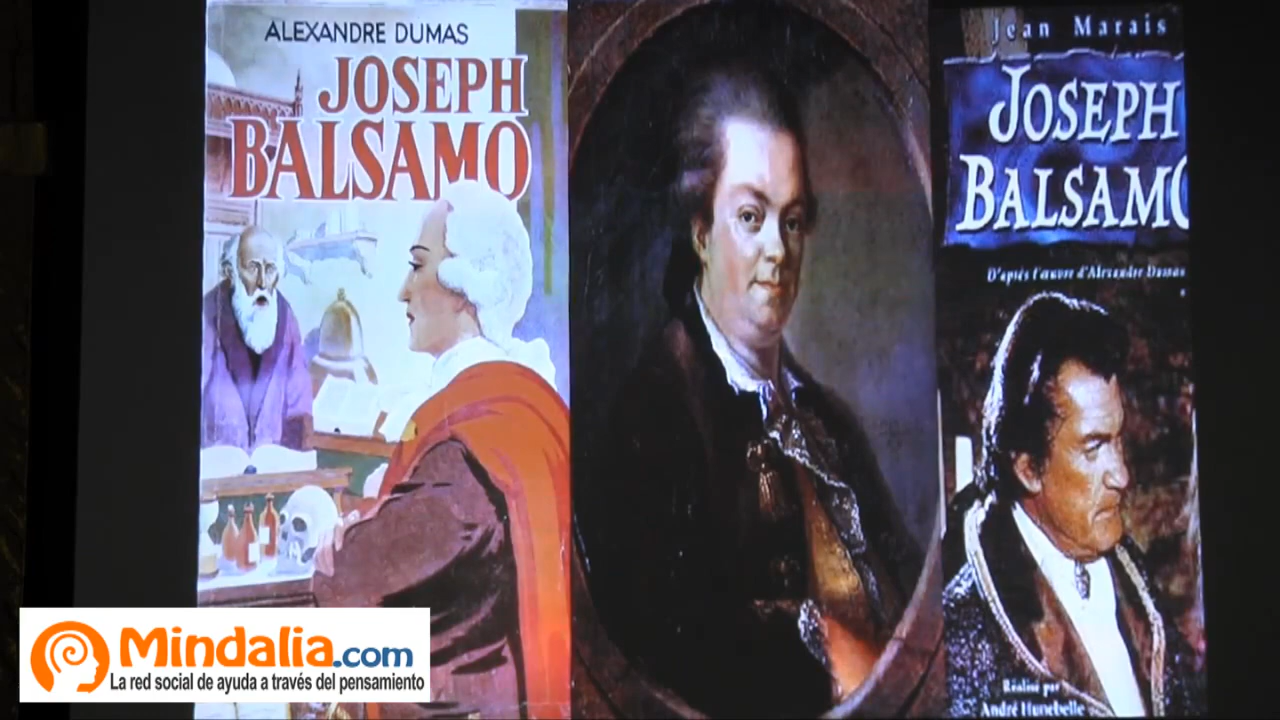 ALEXANDRE DUMAS
JOSEPH
BALSAMO
Jean Marais
JOSEPH
BALSAMO
D'après l'œuvre d'Alexandre Dumas
Réalisé par
André Hunebelle
Mindalia.com
La red social de ayuda a través del pensamiento